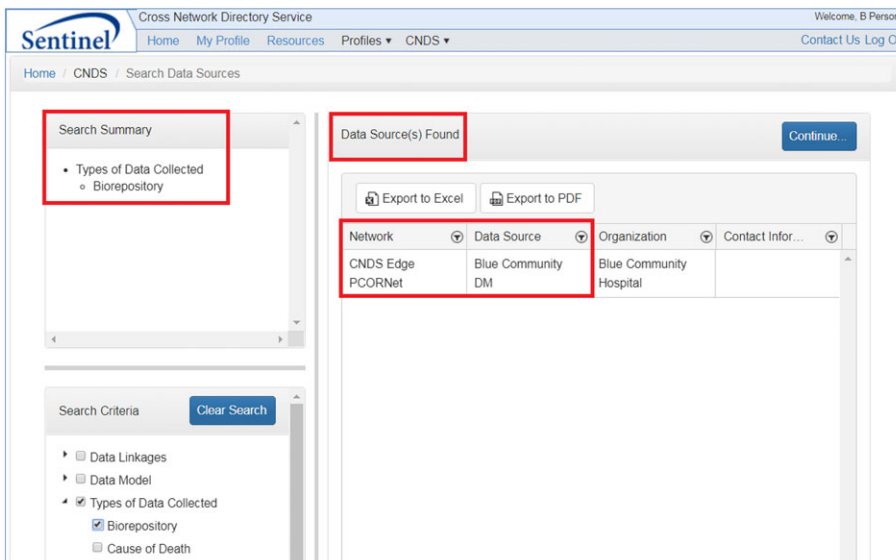 Cross Network Directory Service
Welcome, B Person
Sentinel
Home My Profile Resources Profiles ▾ CNDS ▾
Contact Us Log O
Home / CNDS / Search Data Sources
Search Summary
• Types of Data Collected
○ Biorepository
Data Source(s) Found
Continue...
Export to Excel
Export to PDF
Network Data Source Organization Contact Infor...
CNDS Edge Blue Community Blue Community
PCORNet DM Hospital
Search Criteria
Clear Search
Data Linkages
Data Model
Types of Data Collected
Biorepository
Cause of Death